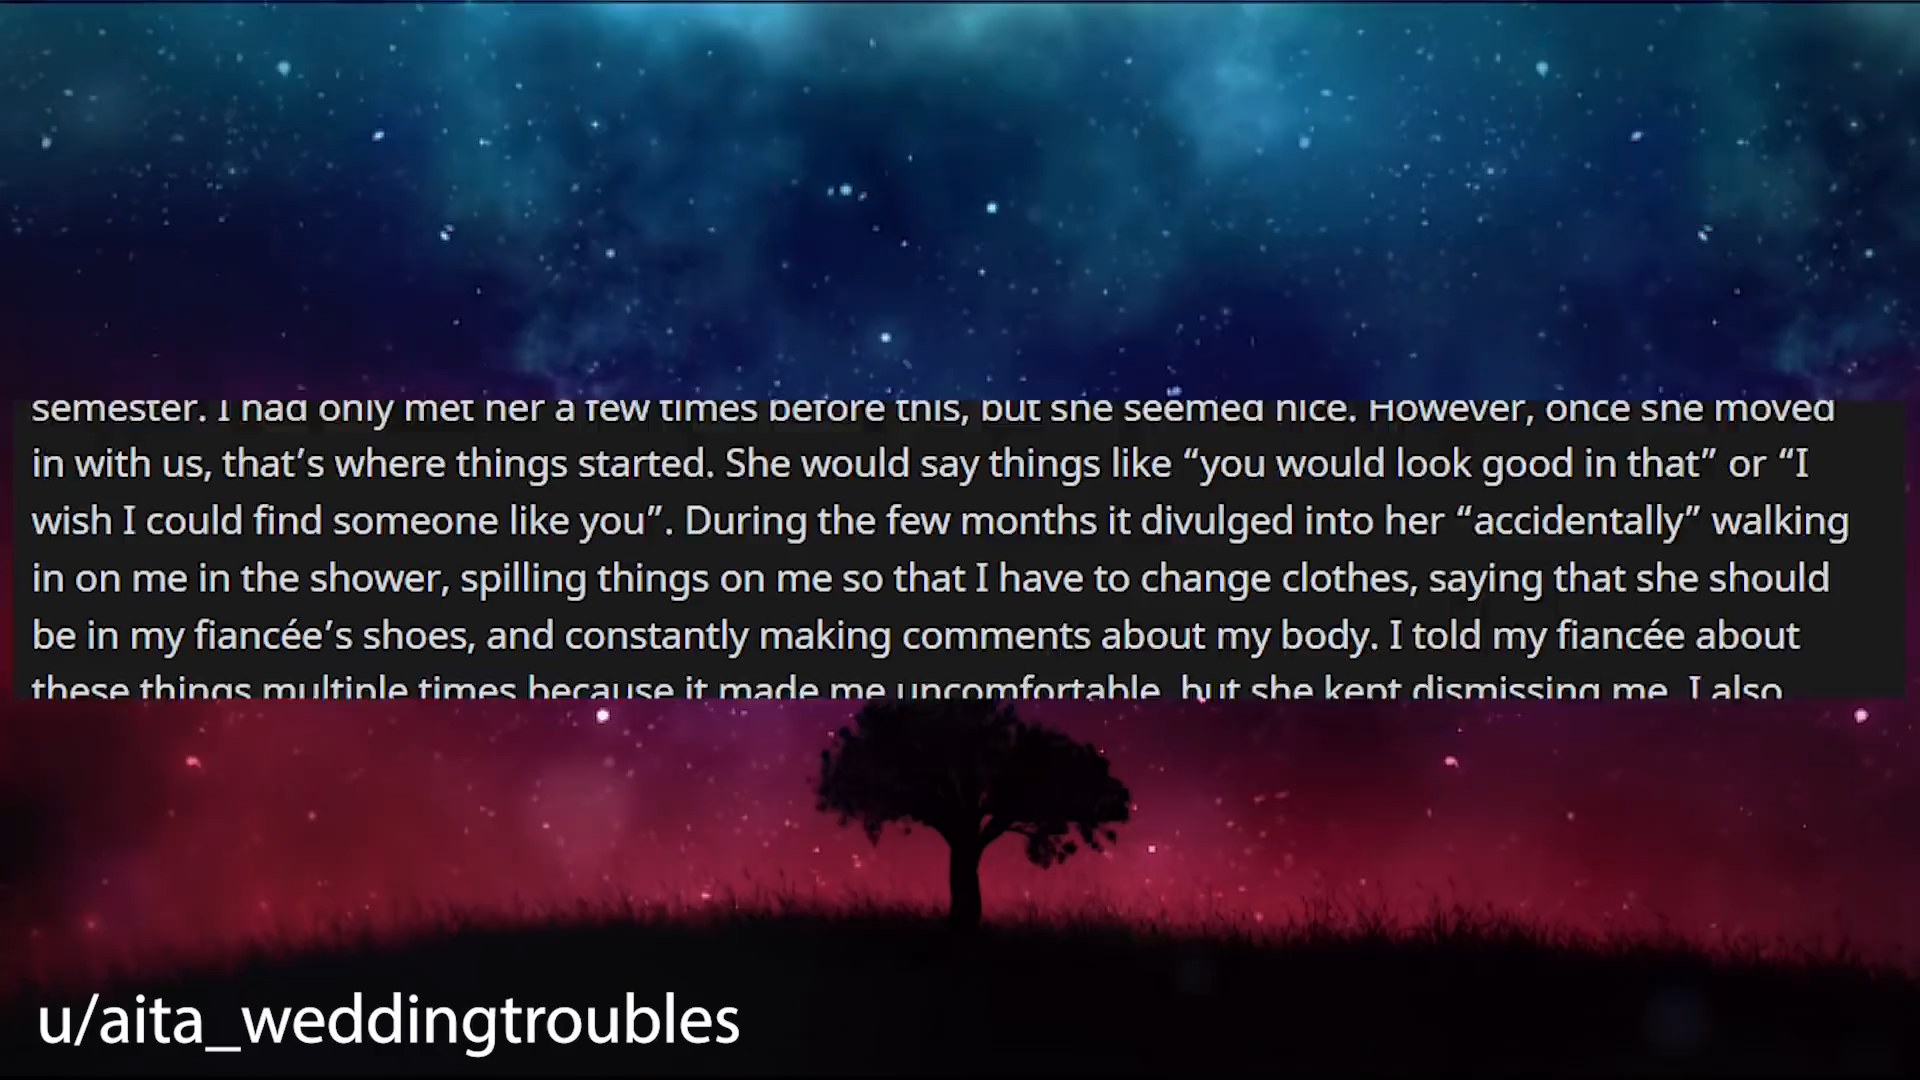 semester. I had only met her a few times before this, but she seemed nice. However, once she moved
in with us, that’s where things started. She would say things like “you would look good in that” or “I
wish I could find someone like you”. During the few months it divulged into her “accidentally” walking
in on me in the shower, spilling things on me so that I have to change clothes, saying that she should
be in my fiancée’s shoes, and constantly making comments about my body. I told my fiancée about
these things multiple times because it made me uncomfortable, but she kept dismissing me. I also
u/aita_weddingtroubles